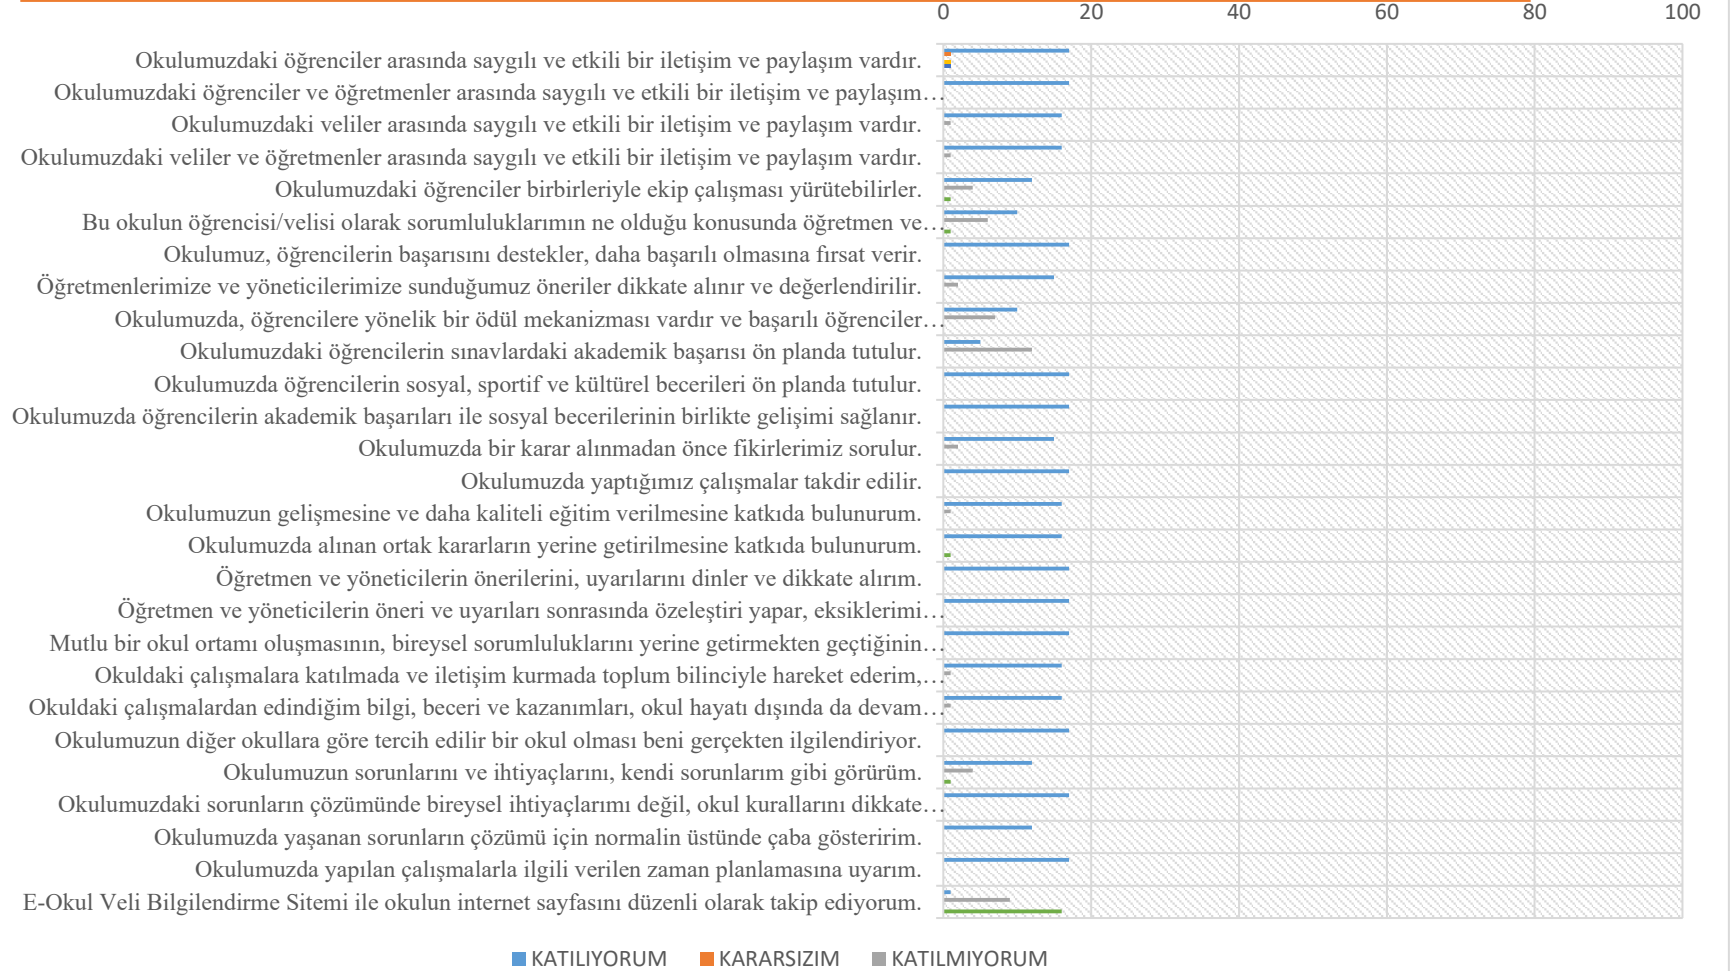 0 20 40 60 80 100
Okulumuzdaki öğrenciler arasında saygılı ve etkili bir iletişim ve paylaşım vardır.
Okulumuzdaki öğrenciler ve öğretmenler arasında saygılı ve etkili bir iletişim ve paylaşım…
Okulumuzdaki veliler arasında saygılı ve etkili bir iletişim ve paylaşım vardır.
Okulumuzdaki veliler ve öğretmenler arasında saygılı ve etkili bir iletişim ve paylaşım vardır.
Okulumuzdaki öğrenciler birbirleriyle ekip çalışması yürütebilirler.
Bu okulun öğrencisi/velisi olarak sorumluluklarımın ne olduğu konusunda öğretmen ve…
Okulumuz, öğrencilerin başarısını destekler, daha başarılı olmasına fırsat verir.
Öğretmenlerimize ve yöneticilerimize sunduğumuz öneriler dikkate alınır ve değerlendirilir.
Okulumuzda, öğrencilere yönelik bir ödül mekanizması vardır ve başarılı öğrenciler…
Okulumuzdaki öğrencilerin sınavlardaki akademik başarısı ön planda tutulur.
Okulumuzda öğrencilerin sosyal, sportif ve kültürel becerileri ön planda tutulur.
Okulumuzda öğrencilerin akademik başarıları ile sosyal becerilerinin birlikte gelişimi sağlanır.
Okulumuzda bir karar alınmadan önce fikirlerimiz sorulur.
Okulumuzda yaptığımız çalışmalar takdir edilir.
Okulumuzun gelişmesine ve daha kaliteli eğitim verilmesine katkıda bulunurum.
Okulumuzda alınan ortak kararların yerine getirilmesine katkıda bulunurum.
Öğretmen ve yöneticilerin önerilerini, uyarılarını dinler ve dikkate alırım.
Öğretmen ve yöneticilerin öneri ve uyarıları sonrasında özeleştiri yapar, eksiklerimi…
Mutlu bir okul ortamı oluşmasının, bireysel sorumluluklarını yerine getirmekten geçtiğinin…
Okuldaki çalışmalara katılmada ve iletişim kurmada toplum bilinciyle hareket ederim,…
Okuldaki çalışmalardan edindiğim bilgi, beceri ve kazanımları, okul hayatı dışında da devam…
Okulumuzun diğer okullara göre tercih edilir bir okul olması beni gerçekten ilgilendiriyor.
Okulumuzun sorunlarını ve ihtiyaçlarını, kendi sorunlarım gibi görürüm.
Okulumuzdaki sorunların çözümünde bireysel ihtiyaçlarımı değil, okul kurallarını dikkate…
Okulumuzda yaşanan sorunların çözümü için normalin üstünde çaba gösteririm.
Okulumuzda yapılan çalışmalarla ilgili verilen zaman planlamasına uyarım.
E-Okul Veli Bilgilendirme Sitemi ile okulun internet sayfasını düzenli olarak takip ediyorum.
KATILIYORUM KARARSIZIM KATILMIYORUM